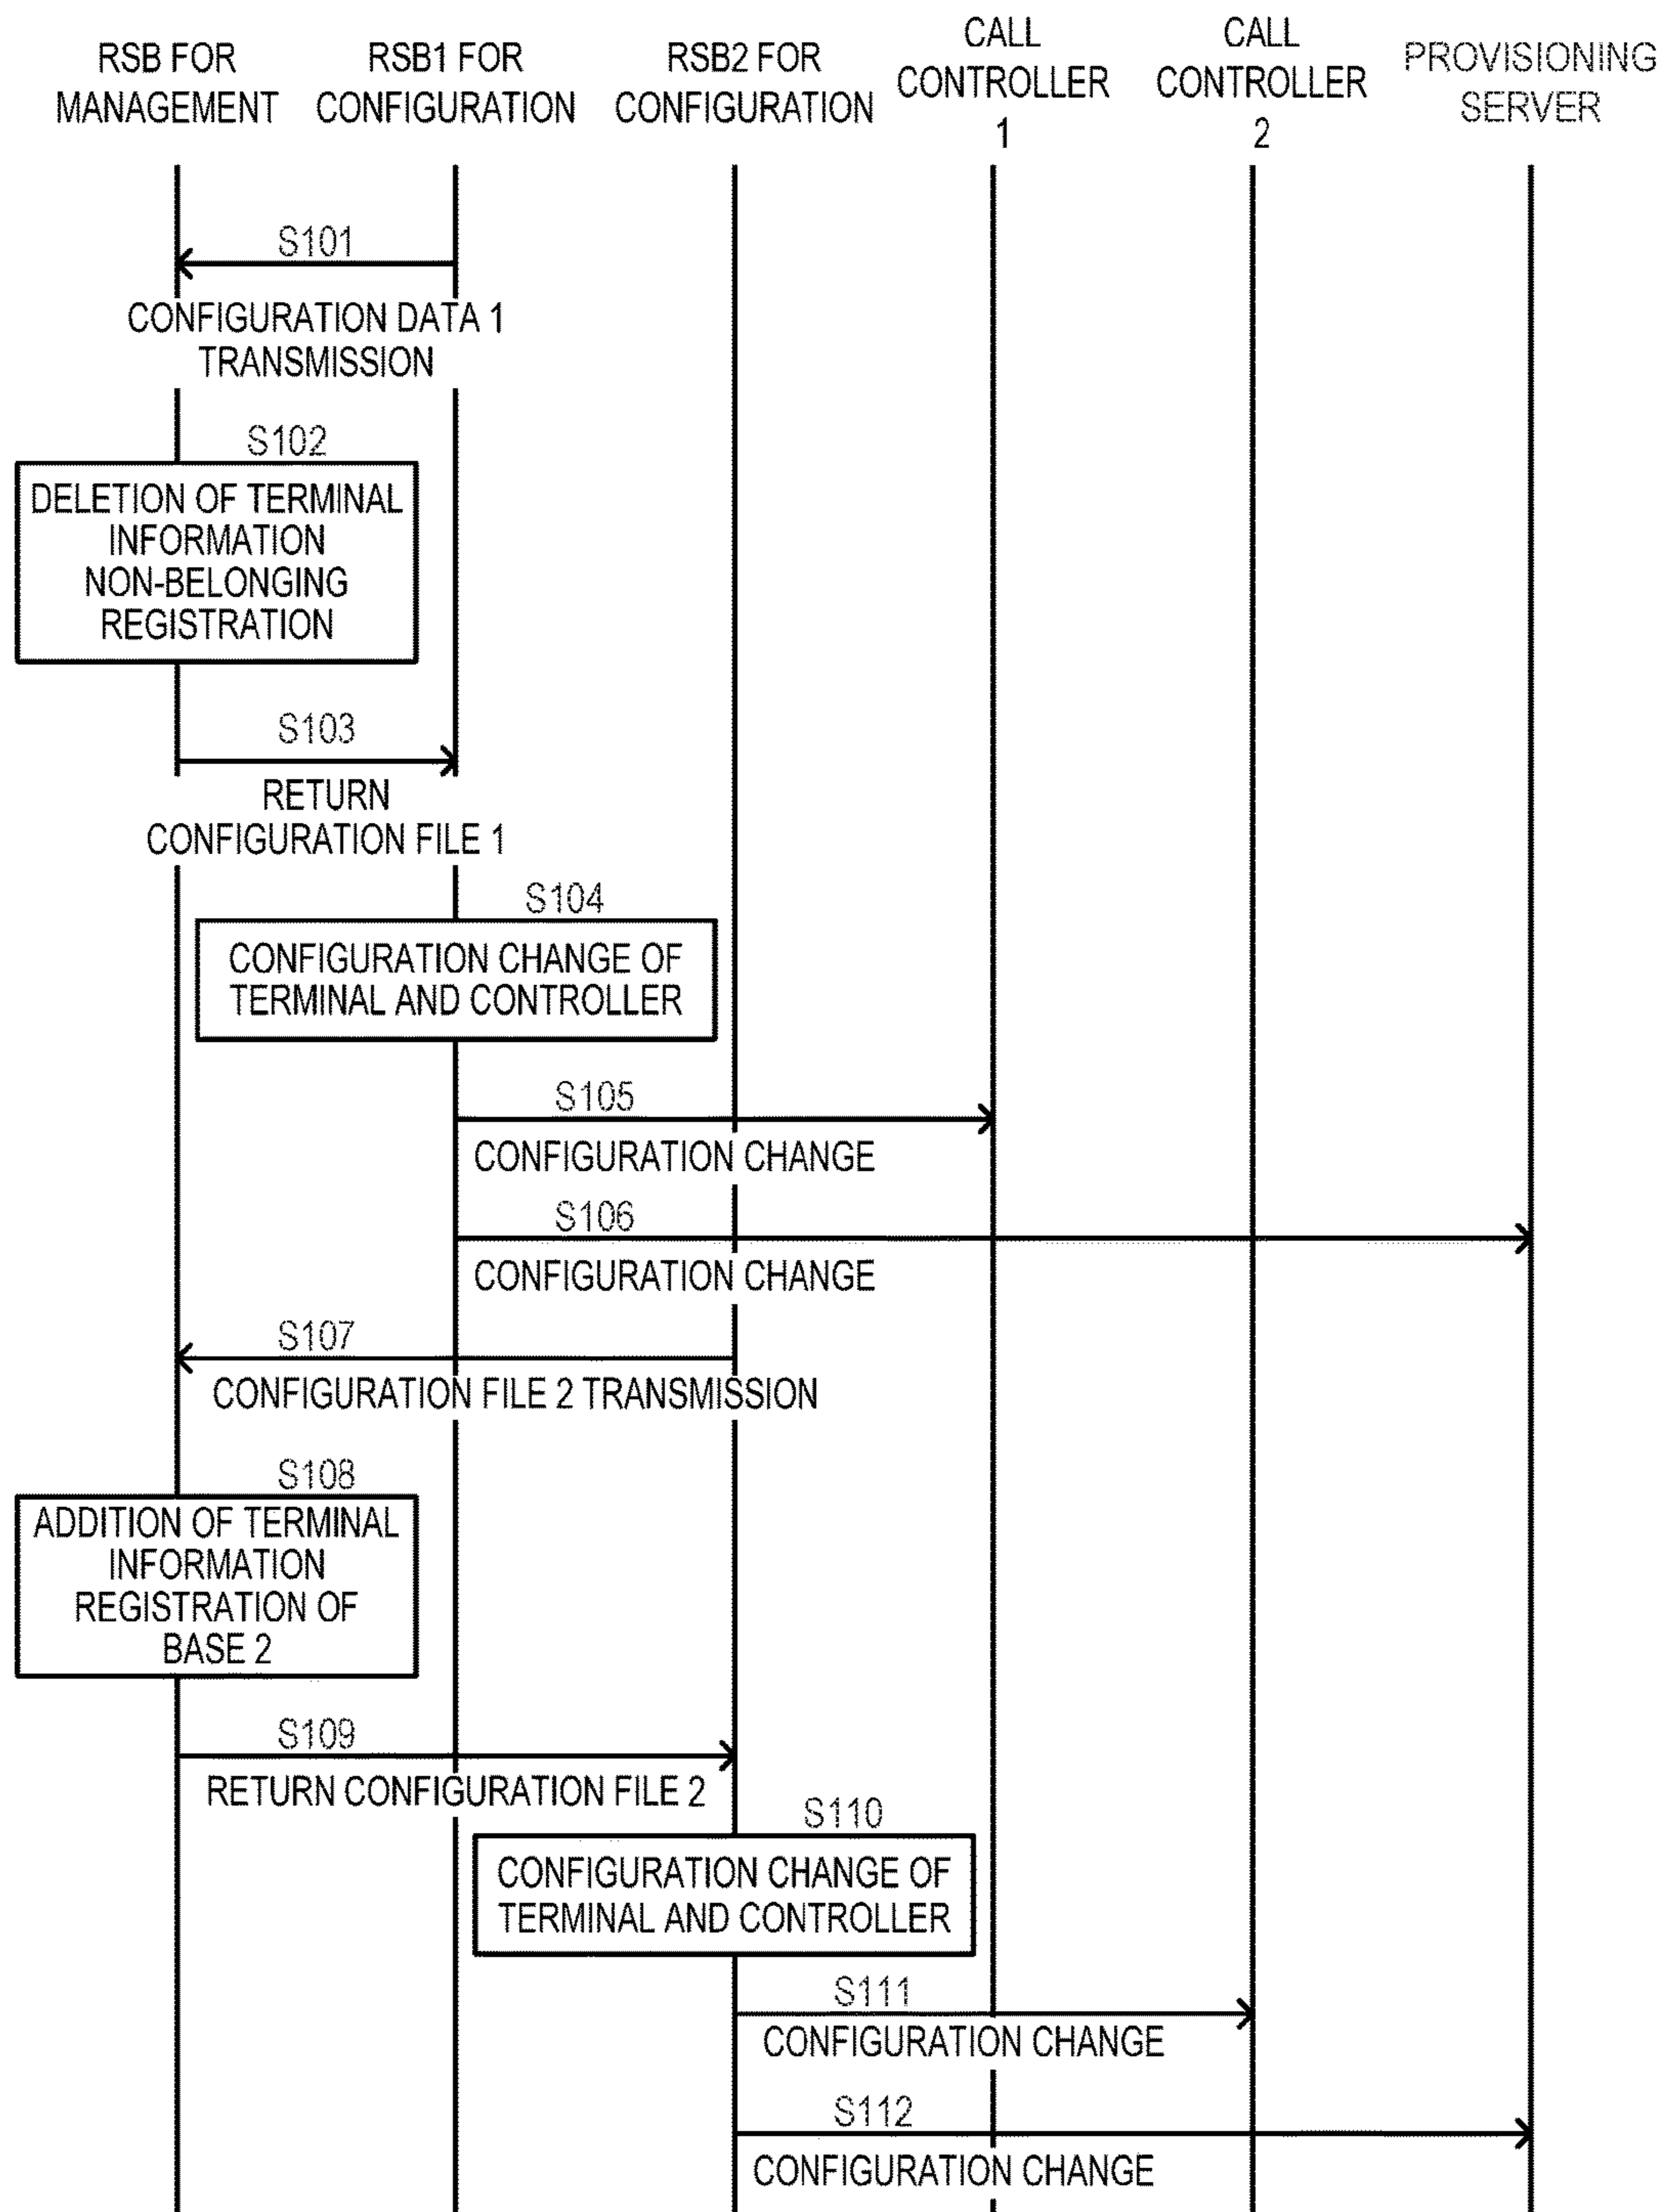 RSB FOR
MANAGEMENT
RSB1 FOR
CONFIGURATION
RSB2 FOR
CONFIGURATION
CALL
CONTROLLER
1
CALL
CONTROLLER
2
PROVISIONING
SERVER
S101
CONFIGURATION DATA 1
TRANSMISSION
S102
DELETION OF TERMINAL
INFORMATION
NON-BELONGING
REGISTRATION
S103
RETURN
CONFIGURATION FILE 1
S104
CONFIGURATION CHANGE OF
TERMINAL AND CONTROLLER
S105
CONFIGURATION CHANGE
S106
CONFIGURATION CHANGE
S107
CONFIGURATION FILE 2 TRANSMISSION
S108
ADDITION OF TERMINAL
INFORMATION
REGISTRATION OF
BASE 2
S109
RETURN CONFIGURATION FILE 2
S110
CONFIGURATION CHANGE OF
TERMINAL AND CONTROLLER
S111
CONFIGURATION CHANGE
S112
CONFIGURATION CHANGE